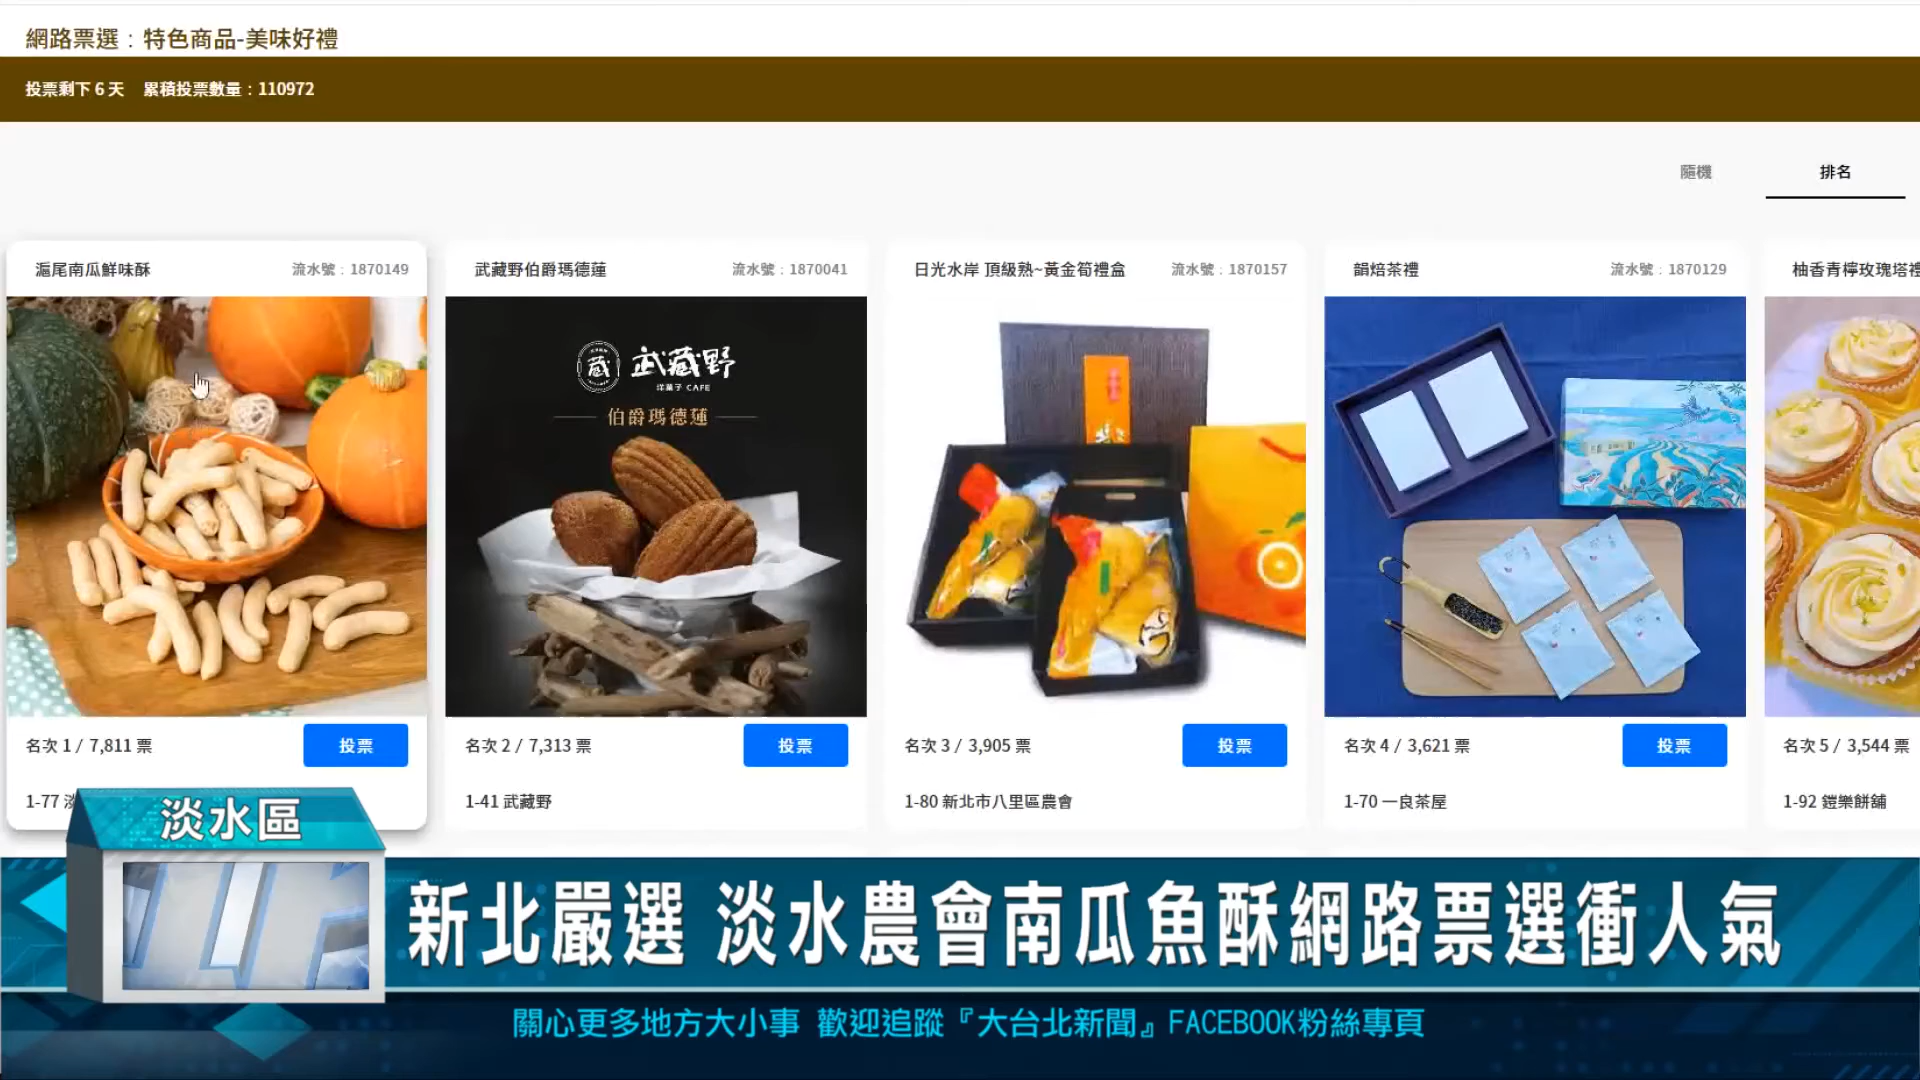 網路票選：特色商品-美味好禮
投票剩下 6 天 累積投票數量：110972
隨機 排名
滬尾南瓜鮮味酥 流水號：1870149
武藏野伯爵瑪德蓮 流水號：1870041
日光水岸 頂級熟~黃金筍禮盒 流水號：1870157
韻焙茶禮 流水號：1870129
柚香青檸玫瑰塔禮
藏 武藏野
洋菓子 CAFE
伯爵瑪德蓮
名次 1 / 7,811 票 投票
名次 2 / 7,313 票 投票
名次 3 / 3,905 票 投票
名次 4 / 3,621 票 投票
名次 5 / 3,544 票
1-77 淡
1-41 武藏野
1-80 新北市八里區農會
1-70 一良茶屋
1-92 鎧樂餅舖
淡水區
新北嚴選 淡水農會南瓜魚酥網路票選衝人氣
關心更多地方大小事 歡迎追蹤『大台北新聞』FACEBOOK粉絲專頁